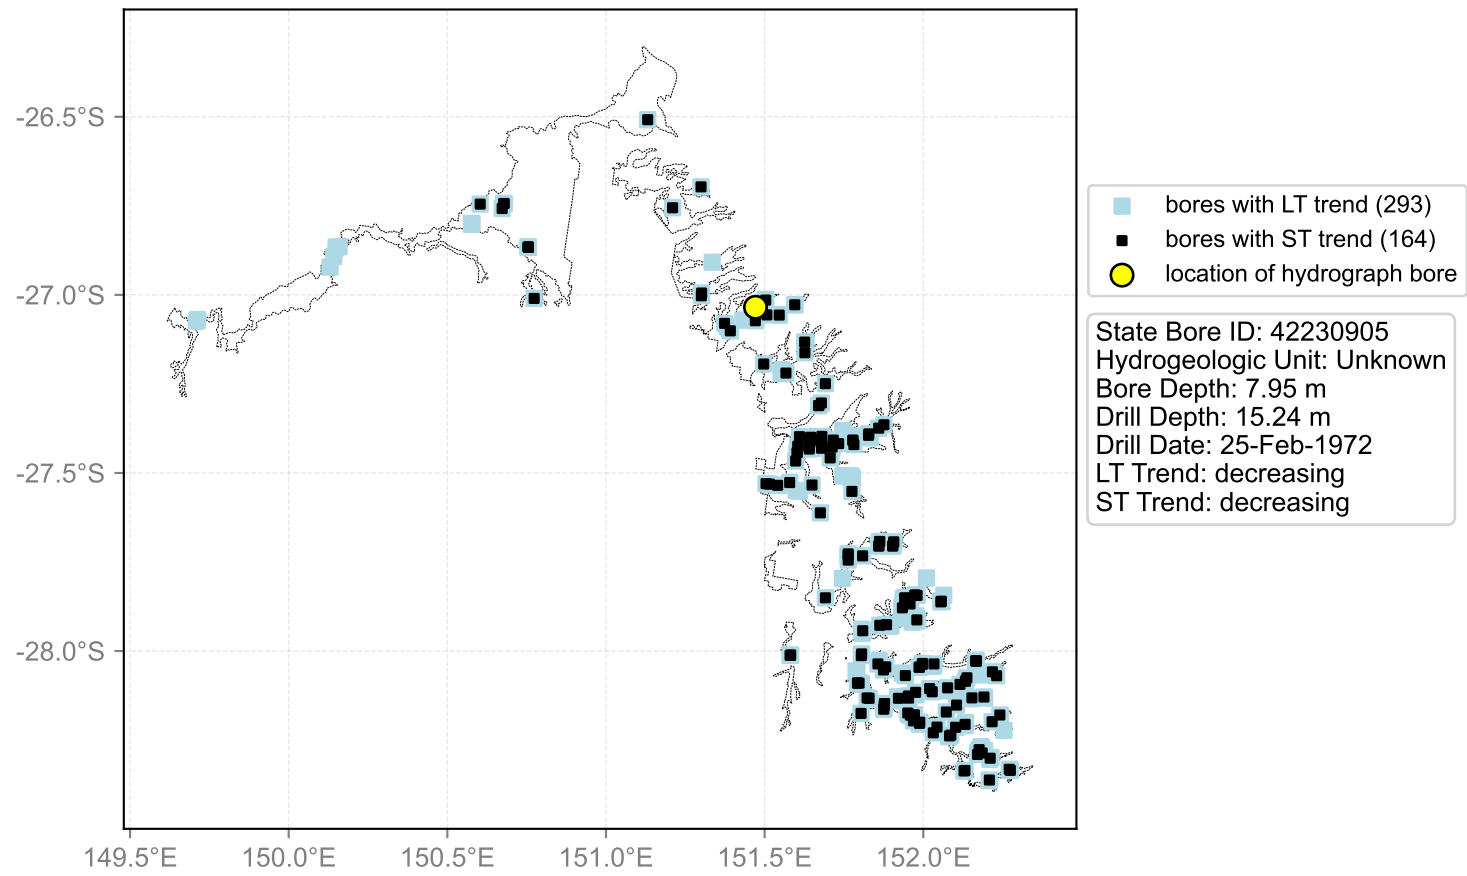 -26.5°S
-27.0°S
-27.5°S
-28.0°S
149.5°E
150.0°E
150.5°E
151.0°E
151.5°E
152.0°E
bores with LT trend (293)
bores with ST trend (164)
location of hydrograph bore
State Bore ID: 42230905
Hydrogeologic Unit: Unknown
Bore Depth: 7.95 m
Drill Depth: 15.24 m
Drill Date: 25-Feb-1972
LT Trend: decreasing
ST Trend: decreasing